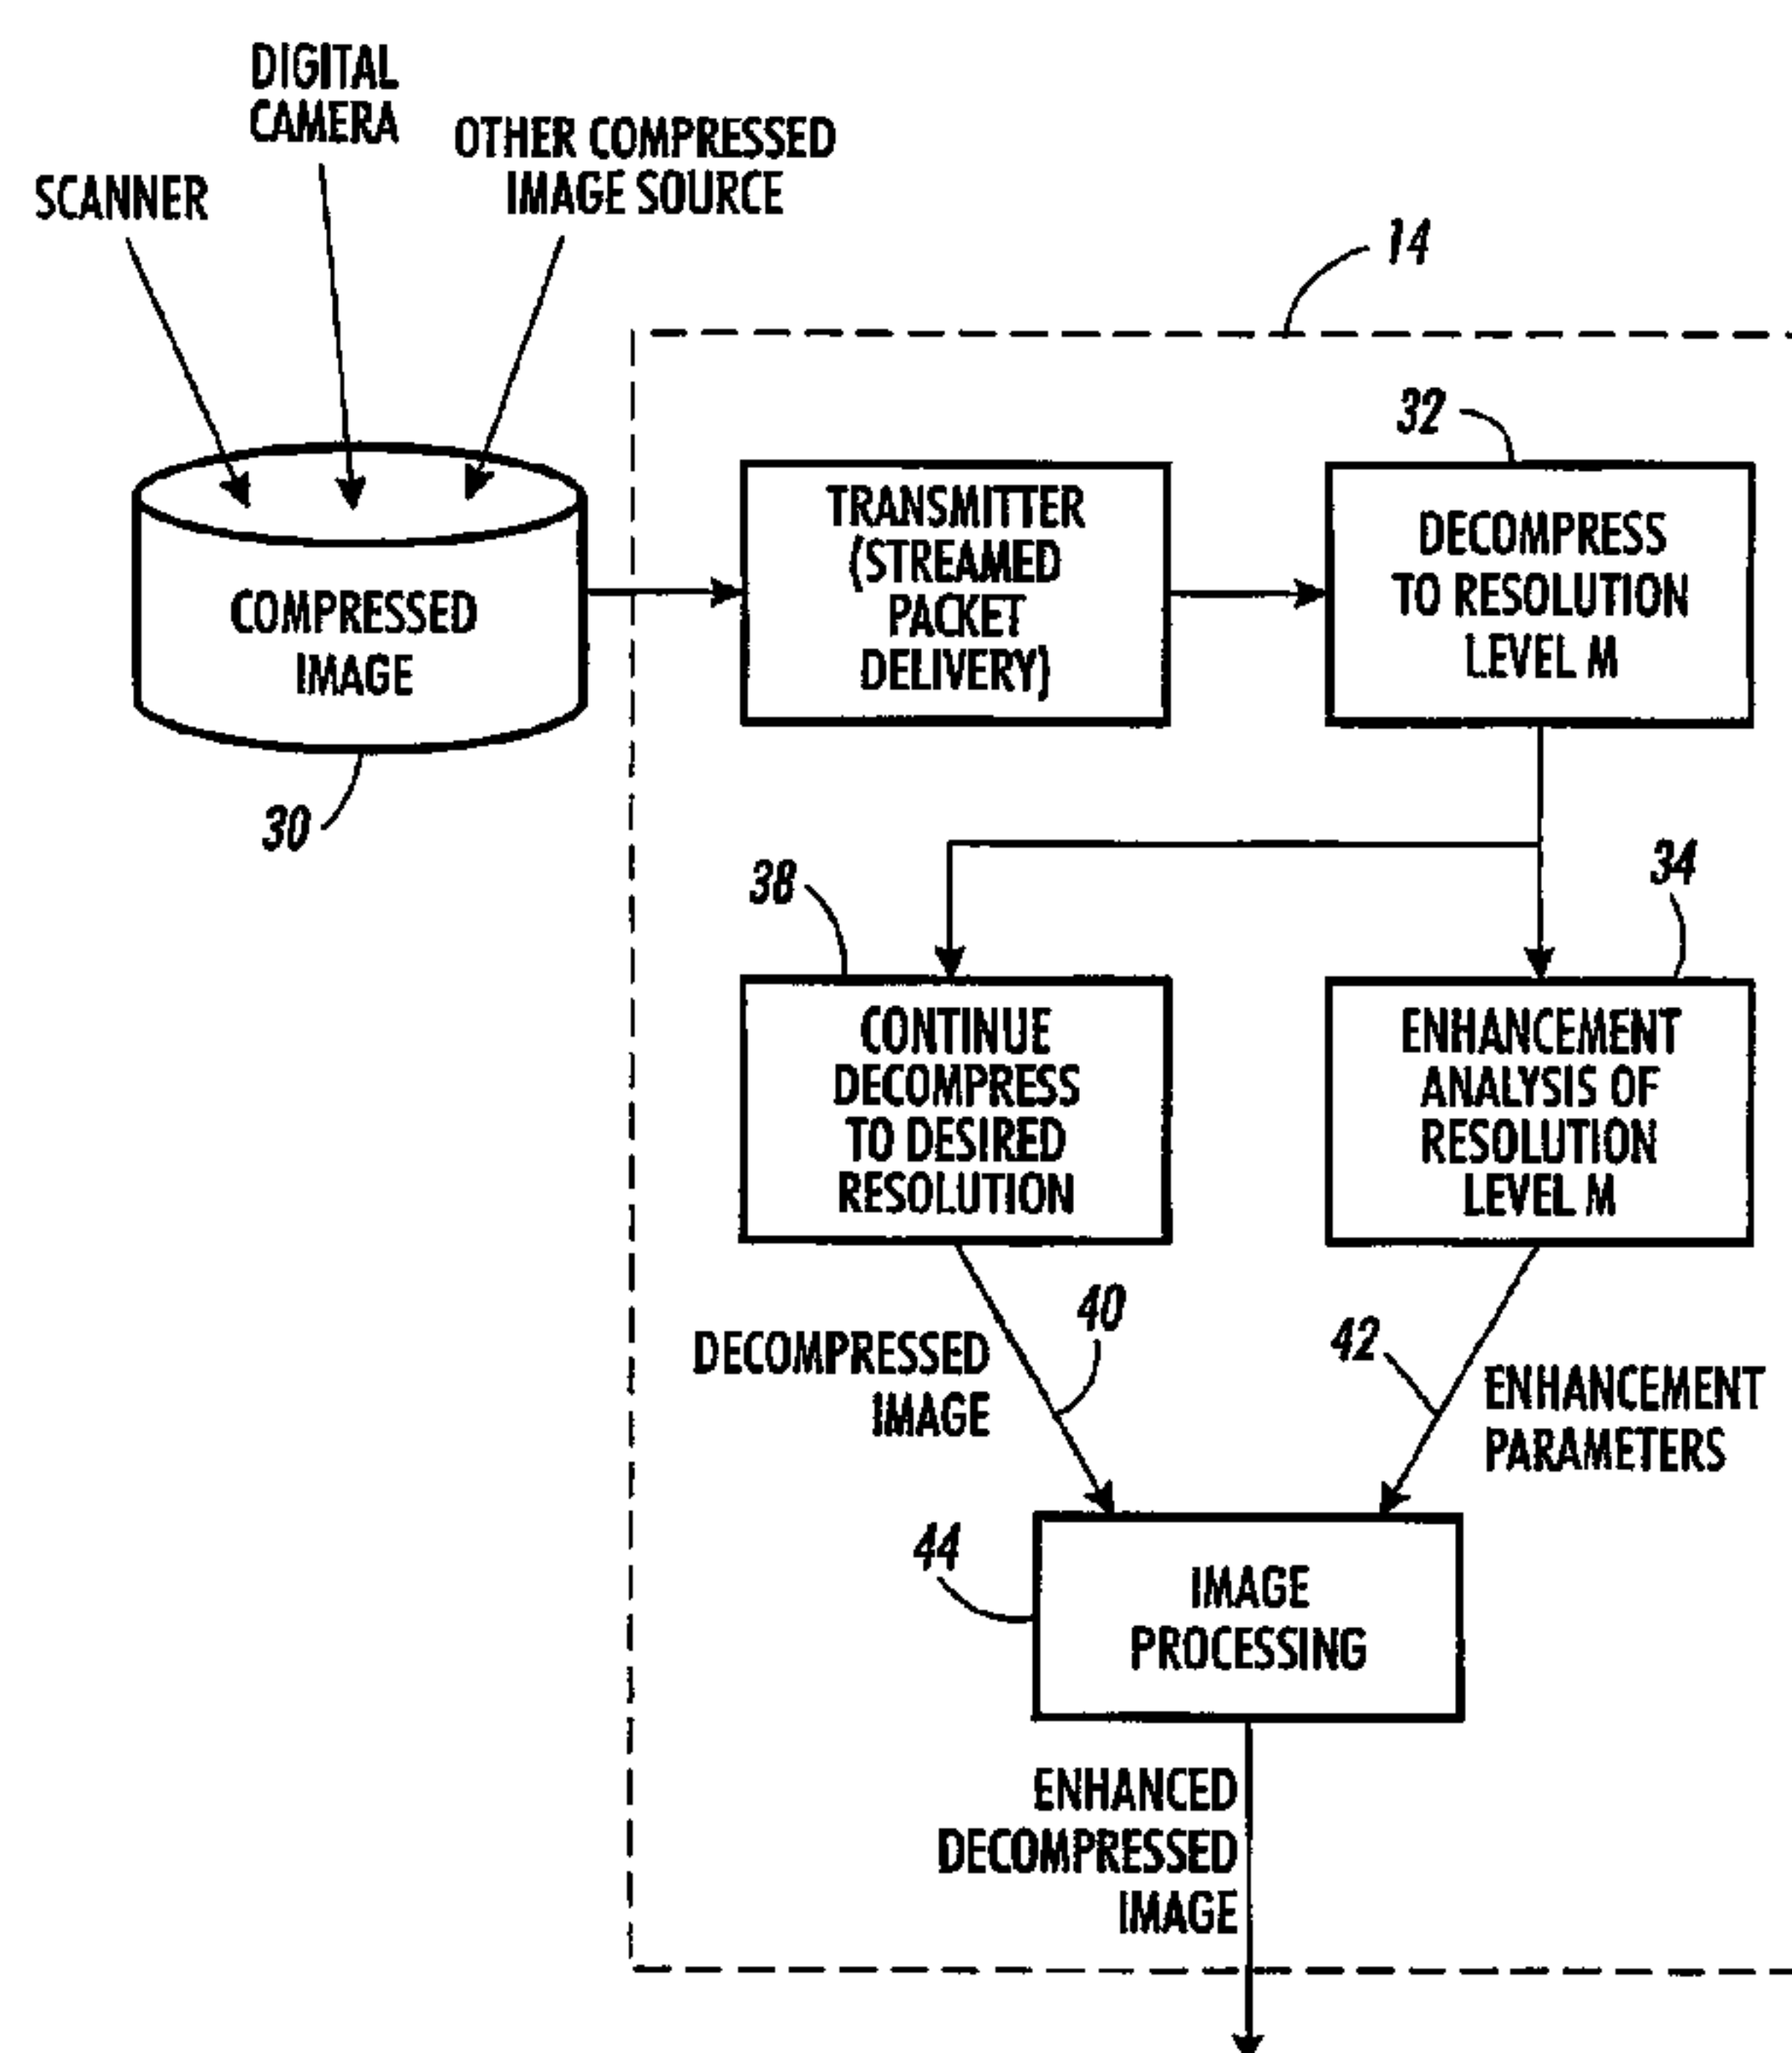 DIGITAL
CAMERA
OTHER COMPRESSED
IMAGE SOURCE
SCANNER
14
32
TRANSMITTER
(STREAMED
PACKET
DELIVERY)
DECOMPRESS
TO RESOLUTION
LEVEL M
COMPRESSED
IMAGE
30
38
34
CONTINUE
DECOMPRESS
TO DESIRED
RESOLUTION
ENHANCEMENT
ANALYSIS OF
RESOLUTION
LEVEL M
40
42
DECOMPRESSED
IMAGE
ENHANCEMENT
PARAMETERS
44
IMAGE
PROCESSING
ENHANCED
DECOMPRESSED
IMAGE